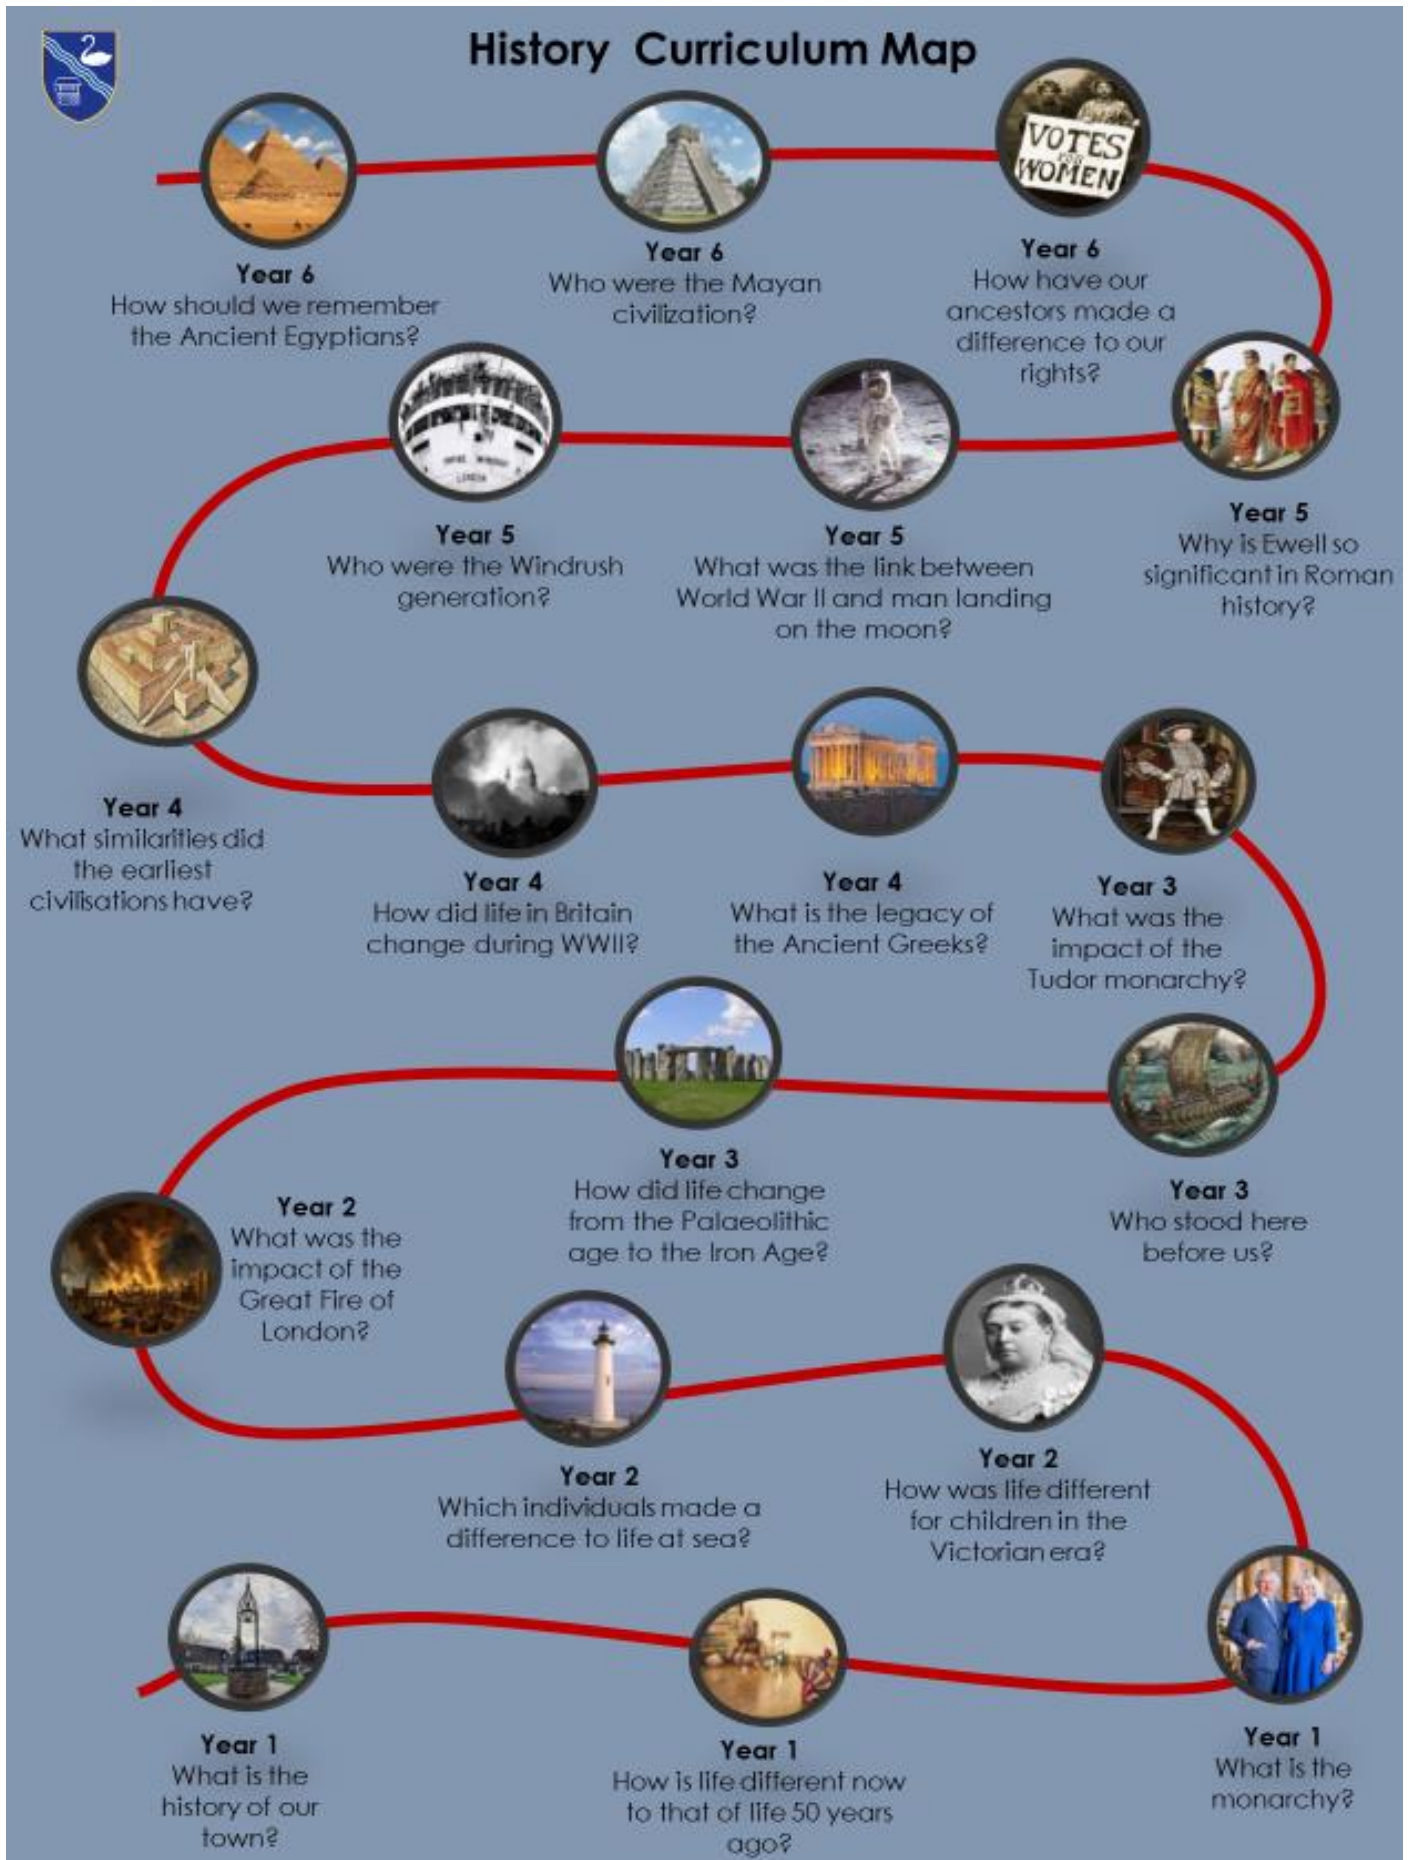 History Curriculum Map
VOTES
FOR
WOMEN
Year 6
How should we remember
the Ancient Egyptians?
Year 6
Who were the Mayan
civilization?
Year 6
How have our
ancestors made a
difference to our
rights?
Year 5
Who were the Windrush
generation?
Year 5
What was the link between
World War II and man landing
on the moon?
Year 5
Why is Ewell so
significant in Roman
history?
LONDON
Year 4
What similarities did
the earliest
civilisations have?
Year 4
How did life in Britain
change during WWII?
Year 4
What is the legacy of
the Ancient Greeks?
Year 3
What was the
impact of the
Tudor monarchy?
Year 2
What was the
impact of the
Great Fire of
London?
Year 3
How did life change
from the Palaeolithic
age to the Iron Age?
Year 3
Who stood here
before us?
Year 2
Which individuals made a
difference to life at sea?
Year 2
How was life different
for children in the
Victorian era?
Year 1
What is the
history of our
town?
Year 1
How is life different now
to that of life 50 years
ago?
Year 1
What is the
monarchy?